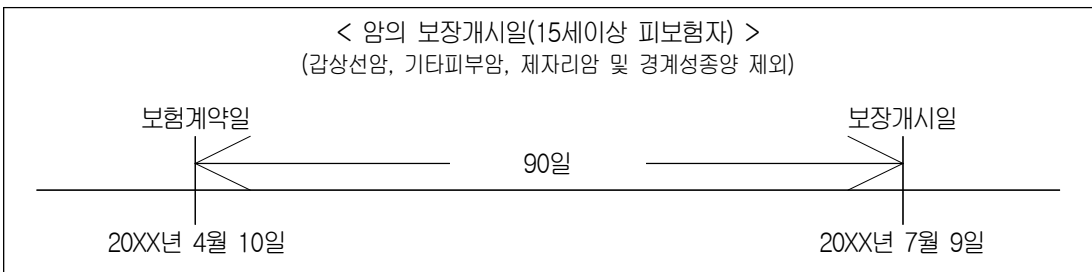 < 암의 보장개시일(15세이상 피보험자) >
(갑상선암, 기타피부암, 제자리암 및 경계성종양 제외)
보험계약일 보장개시일
90일
20XX년 4월 10일 20XX년 7월 9일